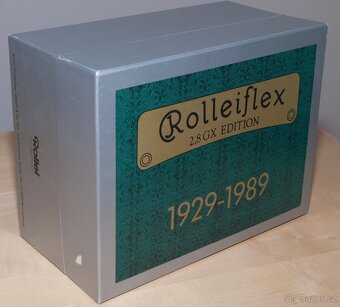 Rolleiflex
2,8 GX EDITION
1929-1989
Rollei